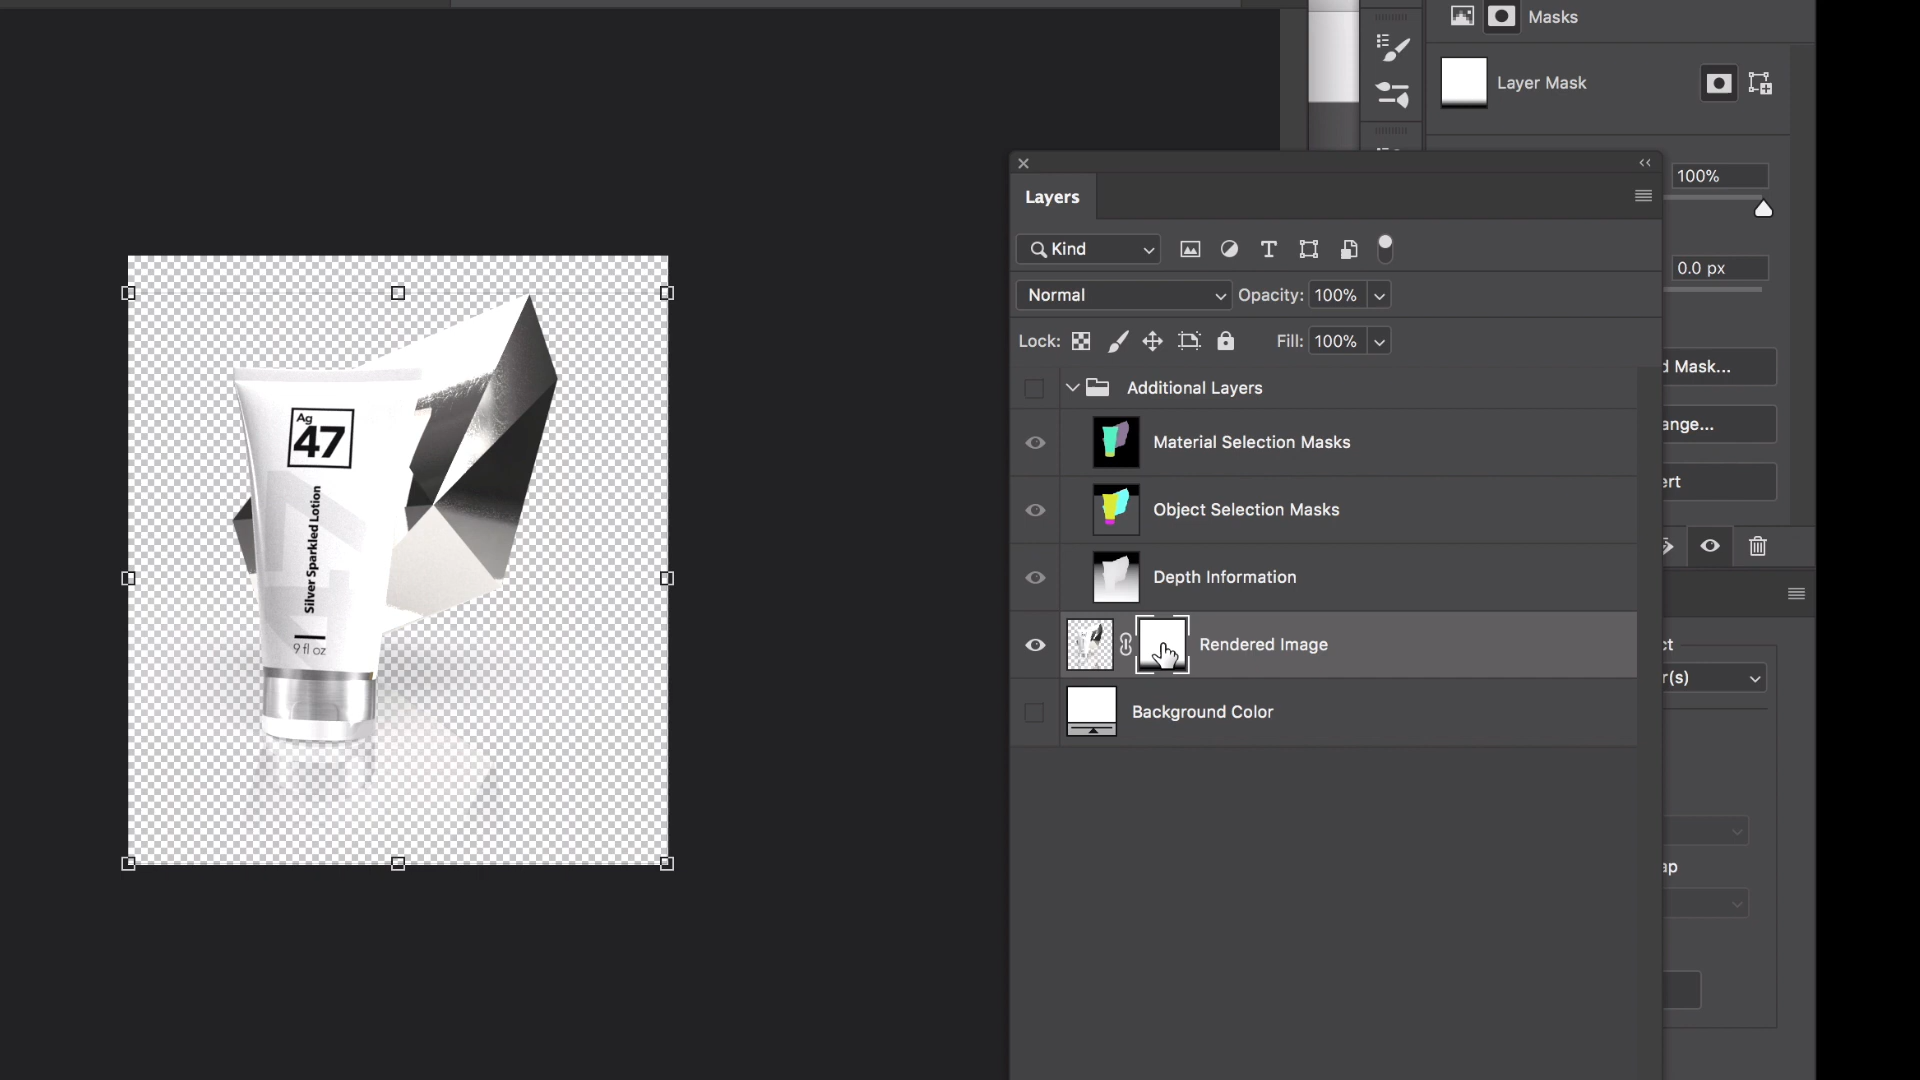 Masks
Layer Mask
100%
Layers
Kind
0.0 px
Normal
Opacity: 100%
Lock:
Fill: 100%
d Mask...
Additional Layers
ange...
Material Selection Masks
ert
Object Selection Masks
Depth Information
Rendered Image
ct
r(s)
Background Color
ap
Ag
47
Silver Sparkled Lotion
9 fl oz